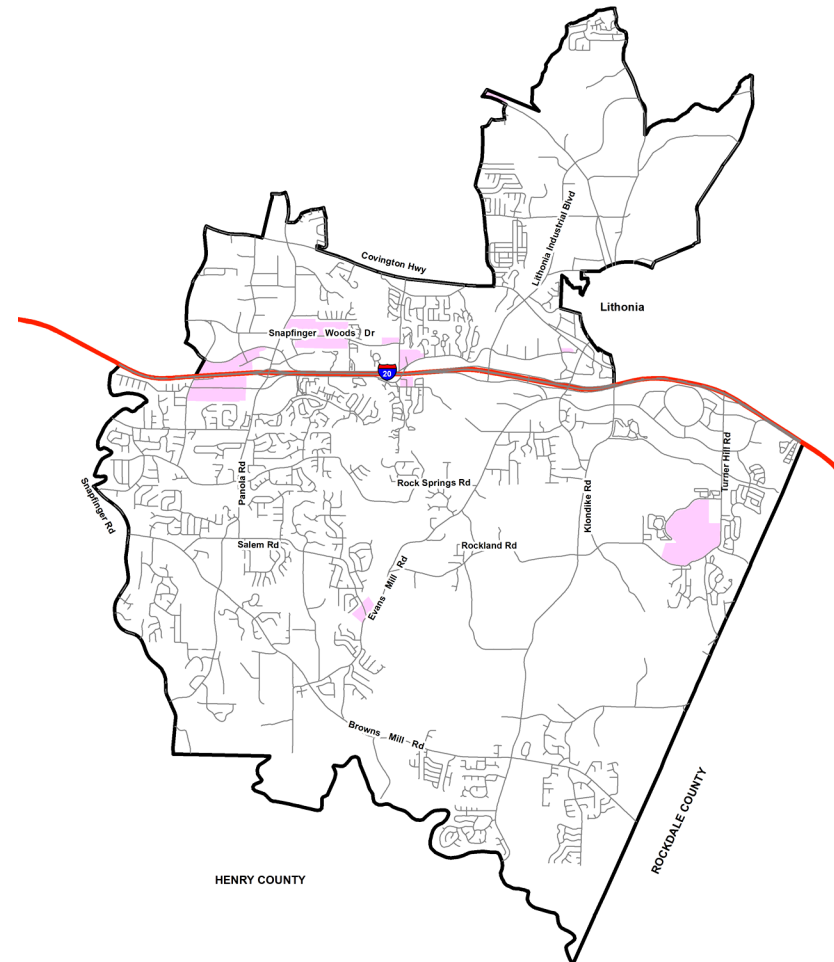 Lithonia Industrial Blvd
Covington Hwy
Lithonia
Snapfinger Woods Dr
20
Turner Hill Rd
Panola Rd
Rock Springs Rd
Klondike Rd
Snapfinger Rd
Salem Rd
Rockland Rd
Evans Mill Rd
Browns Mill Rd
ROCKDALE COUNTY
HENRY COUNTY